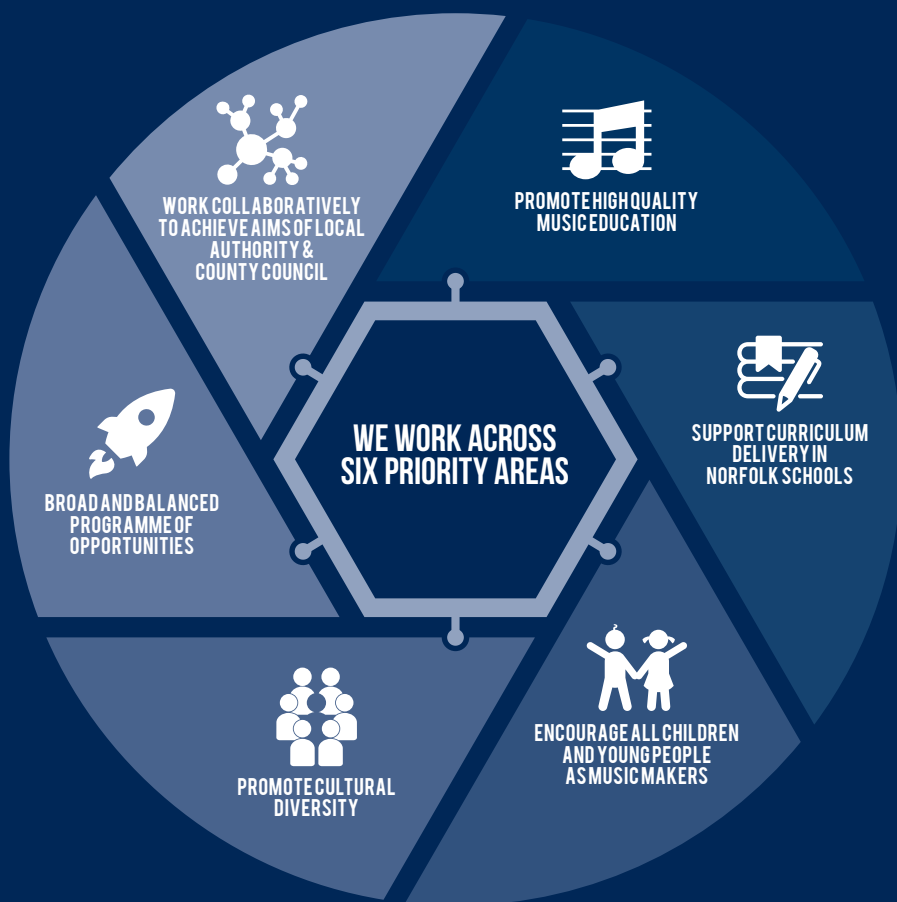 WE WORK ACROSS
SIX PRIORITY AREAS
PROMOTE HIGH QUALITY
MUSIC EDUCATION
SUPPORT CURRICULUM
DELIVERY IN
NORFOLK SCHOOLS
ENCOURAGE ALL CHILDREN
AND YOUNG PEOPLE
AS MUSIC MAKERS
PROMOTE CULTURAL
DIVERSITY
BROAD AND BALANCED
PROGRAMME OF
OPPORTUNITIES
WORK COLLABORATIVELY
TO ACHIEVE AIMS OF LOCAL
AUTHORITY &
COUNTY COUNCIL